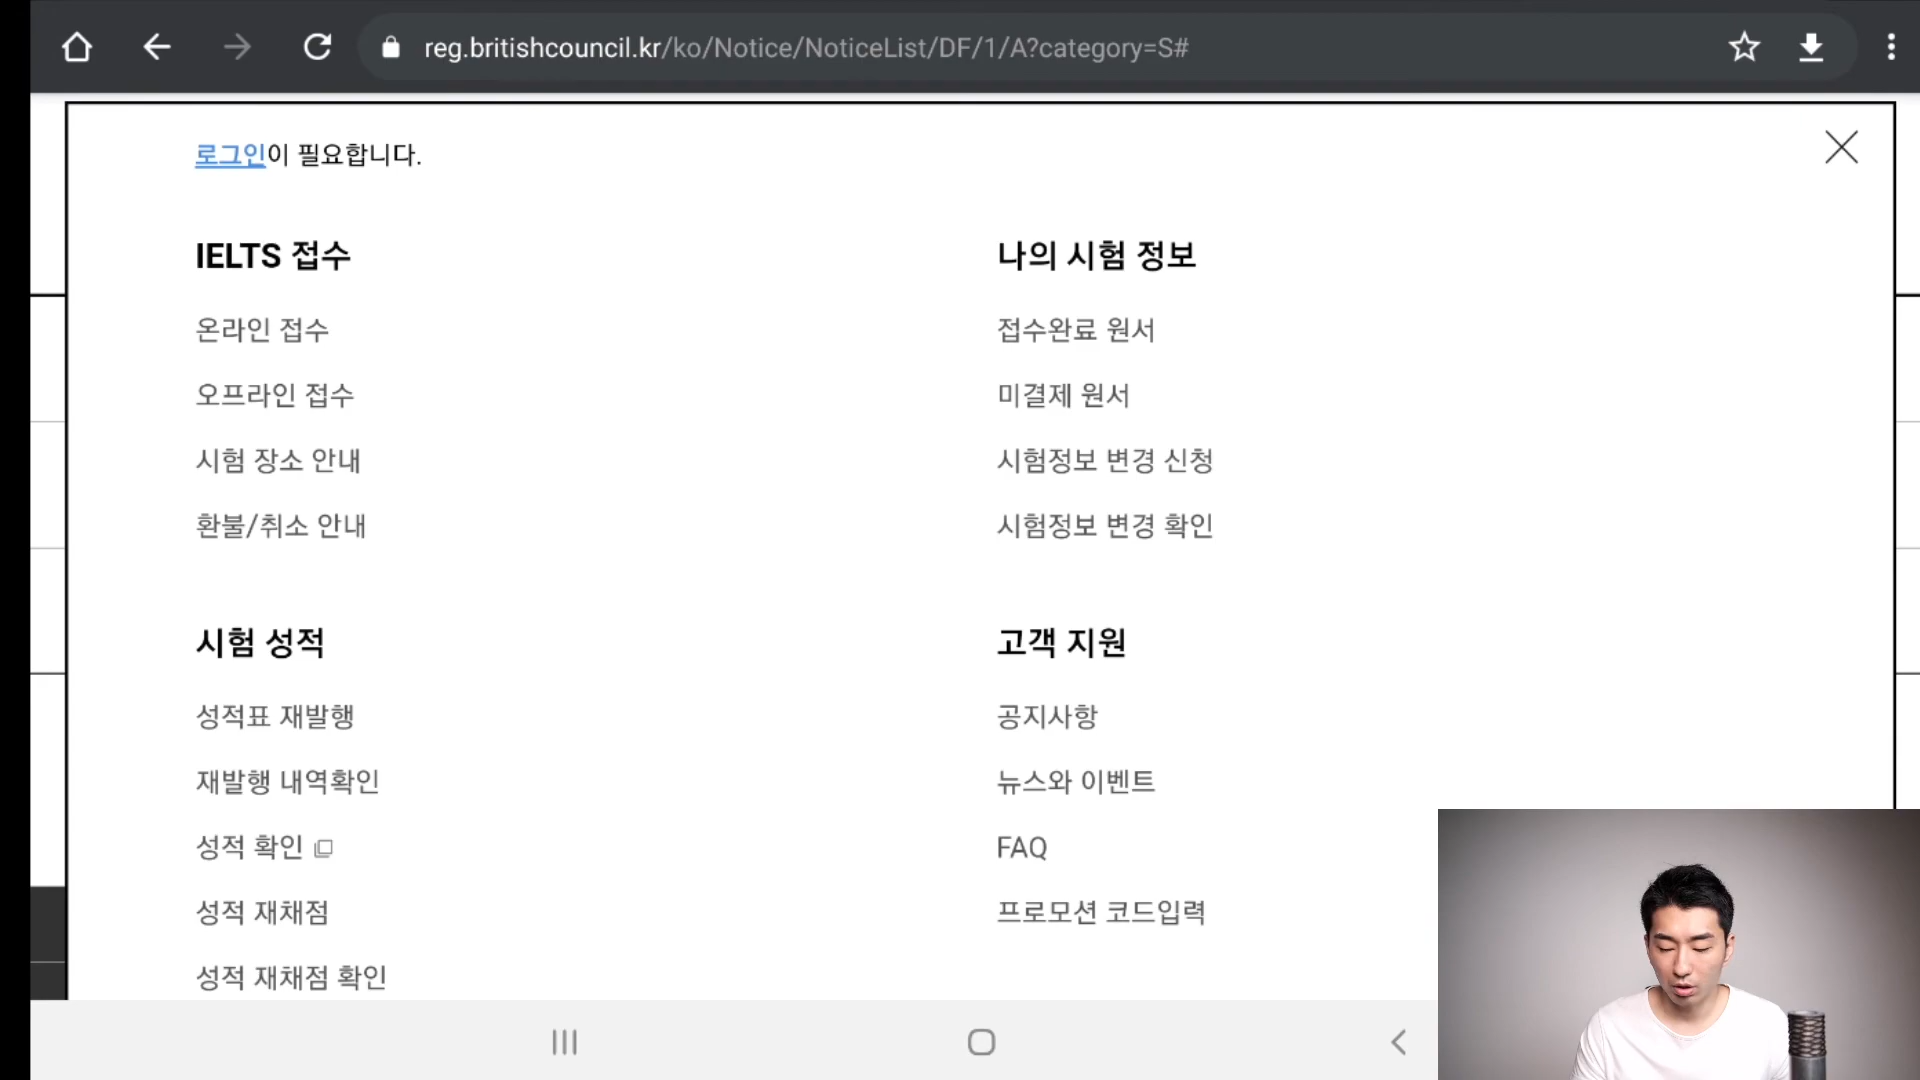 reg.britishcouncil.kr/ko/Notice/NoticeList/DF/1/A?category=S#
로그인이 필요합니다.
IELTS 접수
온라인 접수
오프라인 접수
시험 장소 안내
환불/취소 안내
나의 시험 정보
접수완료 원서
미결제 원서
시험정보 변경 신청
시험정보 변경 확인
시험 성적
성적표 재발행
재발행 내역확인
성적 확인
성적 재채점
성적 재채점 확인
고객 지원
공지사항
뉴스와 이벤트
FAQ
프로모션 코드입력